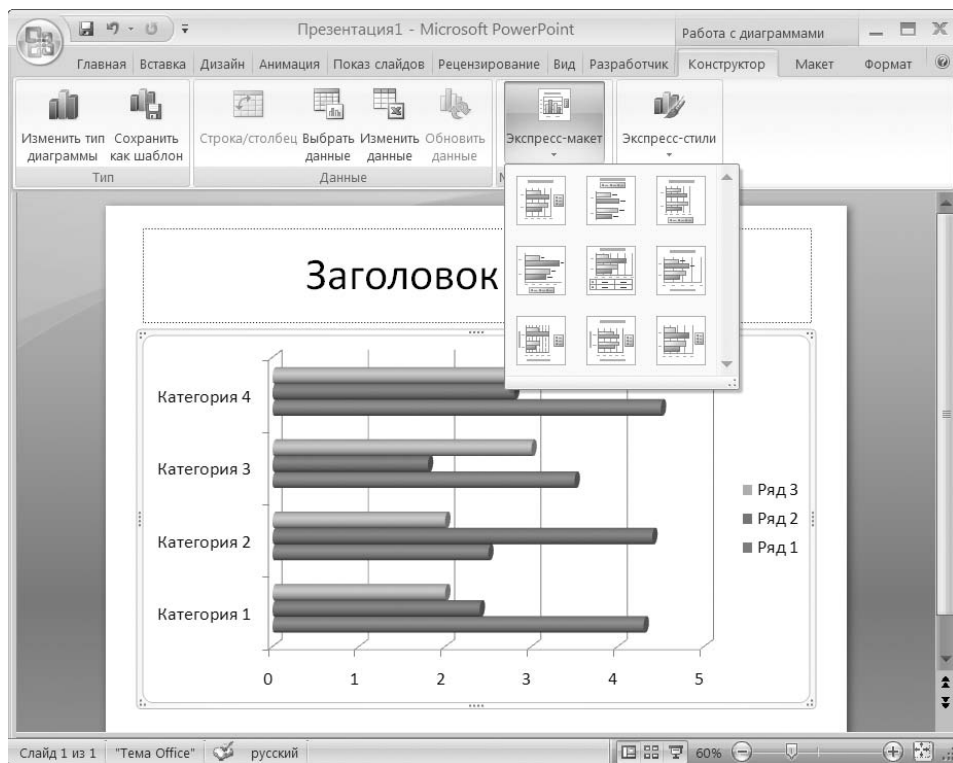 Презентация1 - Microsoft PowerPoint
Работа с диаграммами
Главная Вставка Дизайн Анимация Показ слайдов Рецензирование Вид Разработчик Конструктор Макет Формат
Изменить тип диаграммы
Сохранить как шаблон
Строка/столбец
Выбрать данные
Изменить данные
Обновить данные
Экспресс-макет
Экспресс-стили
Тип
Данные
Заголовок
Категория 4
Категория 3
Категория 2
Категория 1
0 1 2 3 4 5
Ряд 3
Ряд 2
Ряд 1
Слайд 1 из 1 "Тема Office" русский 60%